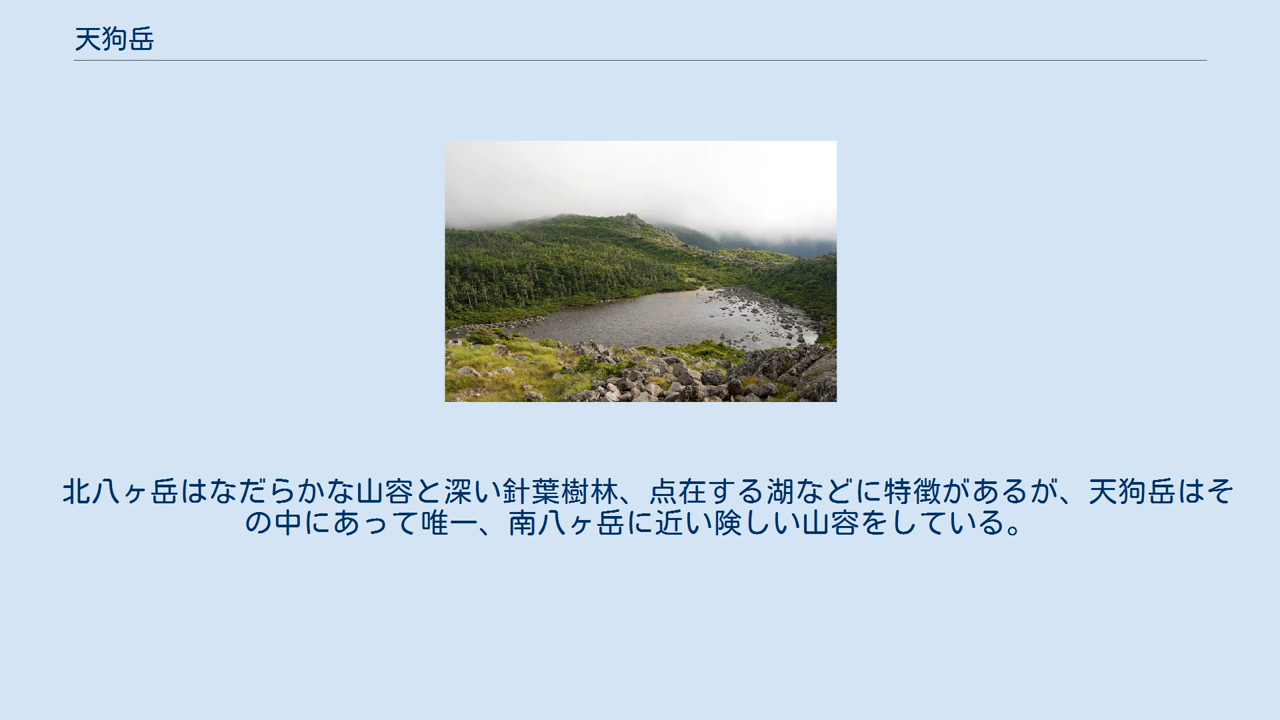 天狗岳
北八ヶ岳はなだらかな山容と深い針葉樹林、点在する湖などに特徴があるが、天狗岳はそ
の中にあって唯一、南八ヶ岳に近い険しい山容をしている。